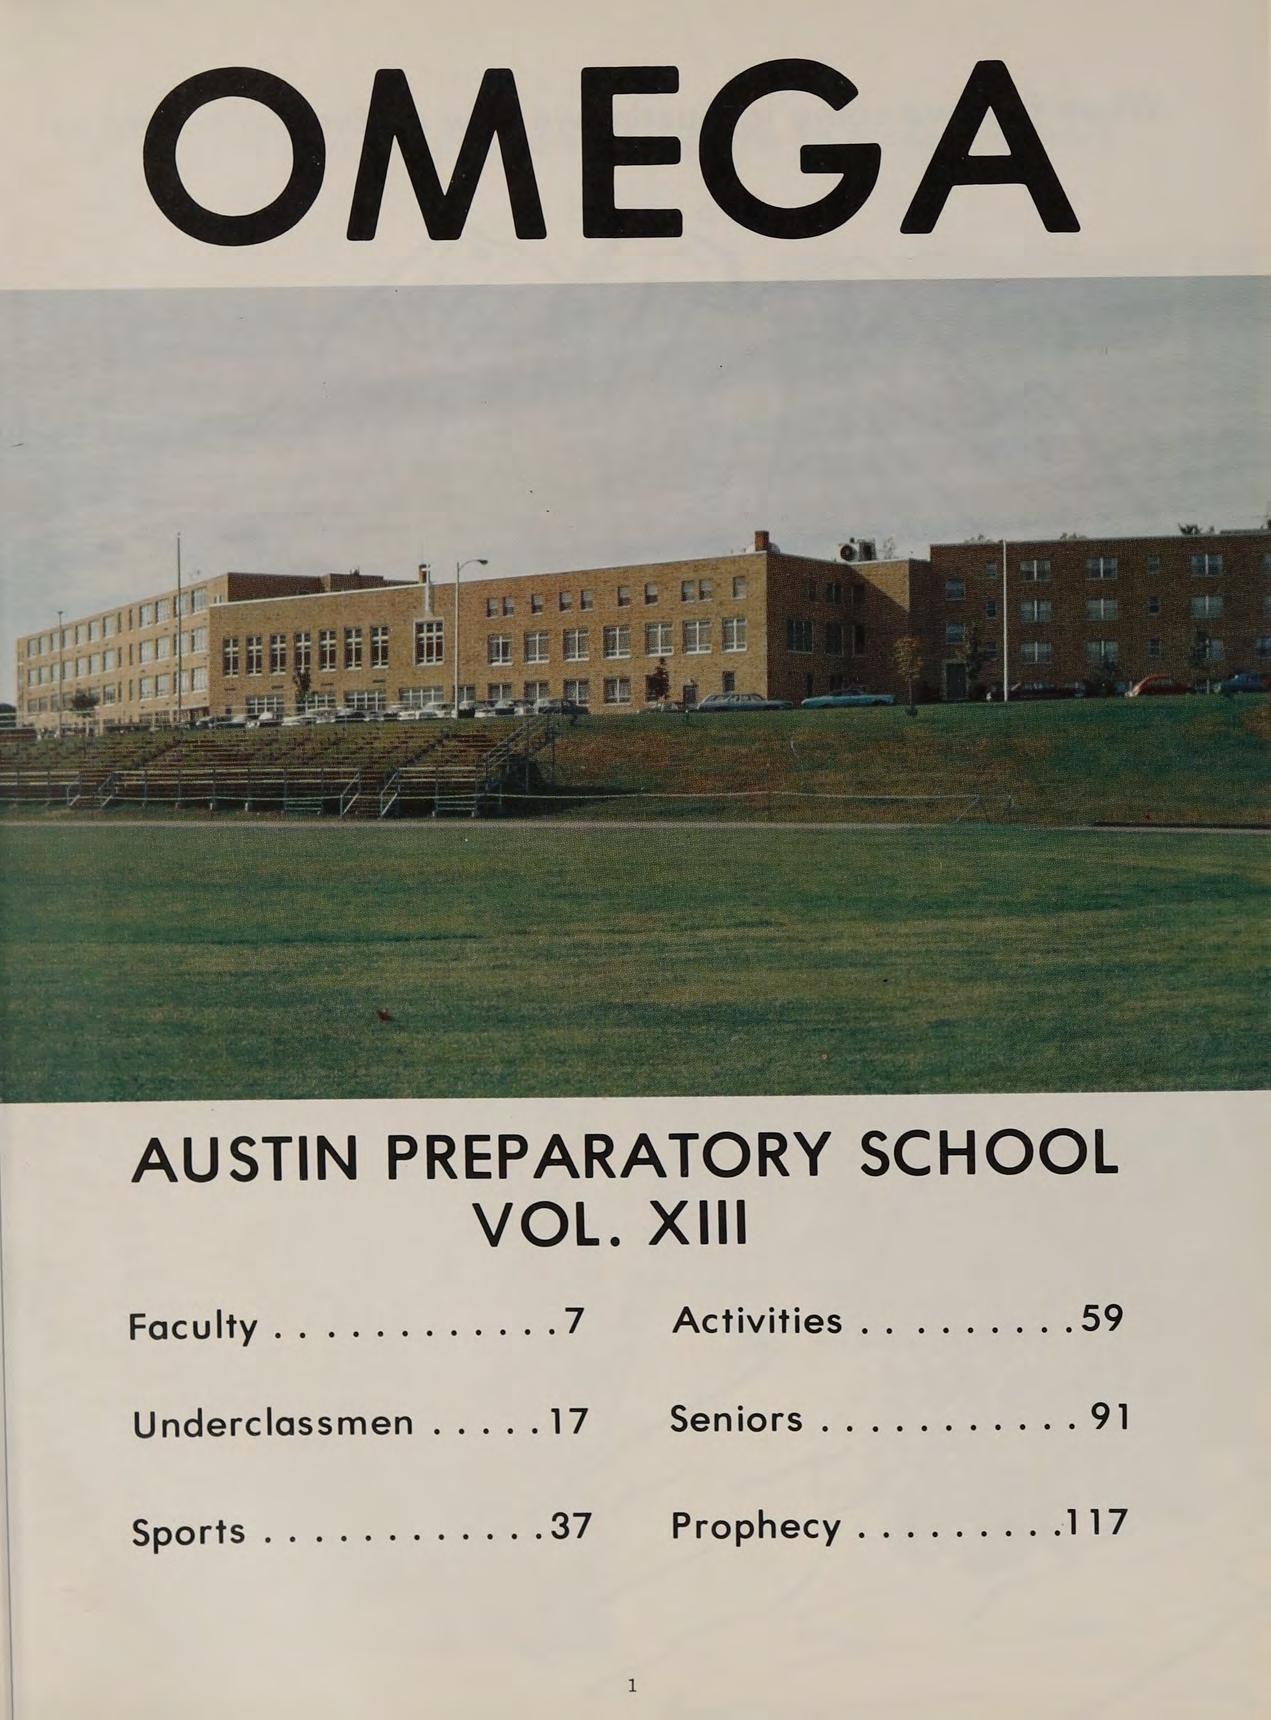 OMEGA
AUSTIN PREPARATORY SCHOOL
VOL. XIII
Faculty . . . . . . . . . . . . 7
Activities . . . . . . . . . 59
Underclassmen . . . . . 17
Seniors . . . . . . . . . . . 91
Sports . . . . . . . . . . . . 37
Prophecy . . . . . . . . . 117
1